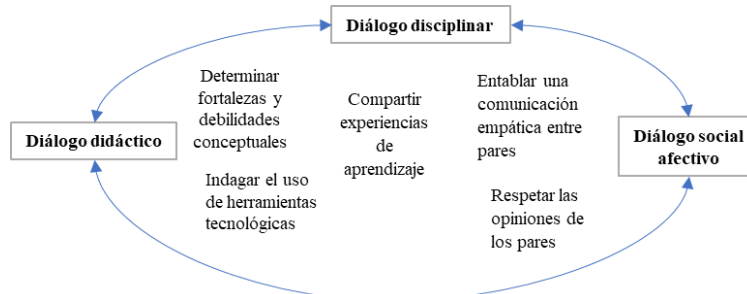 Diálogo disciplinar
Determinar
fortalezas y
debilidades
conceptuales
Compartir
experiencias
de
aprendizaje
Entablar una
comunicación
empática entre
pares
Diálogo didáctico
Diálogo social
afectivo
Indagar el uso
de herramientas
tecnológicas
Respetar las
opiniones de
los pares